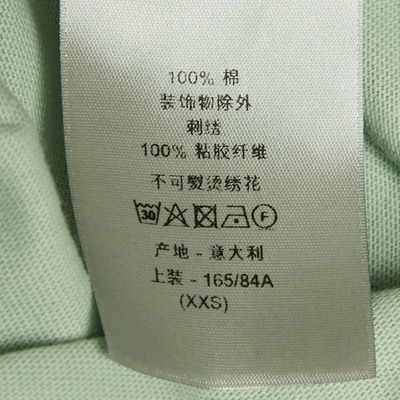 100% 棉
装饰物除外
刺绣
100% 粘胶纤维
不可熨烫绣花
30 F
产地 - 意大利
上装 - 165/84A
(XXS)